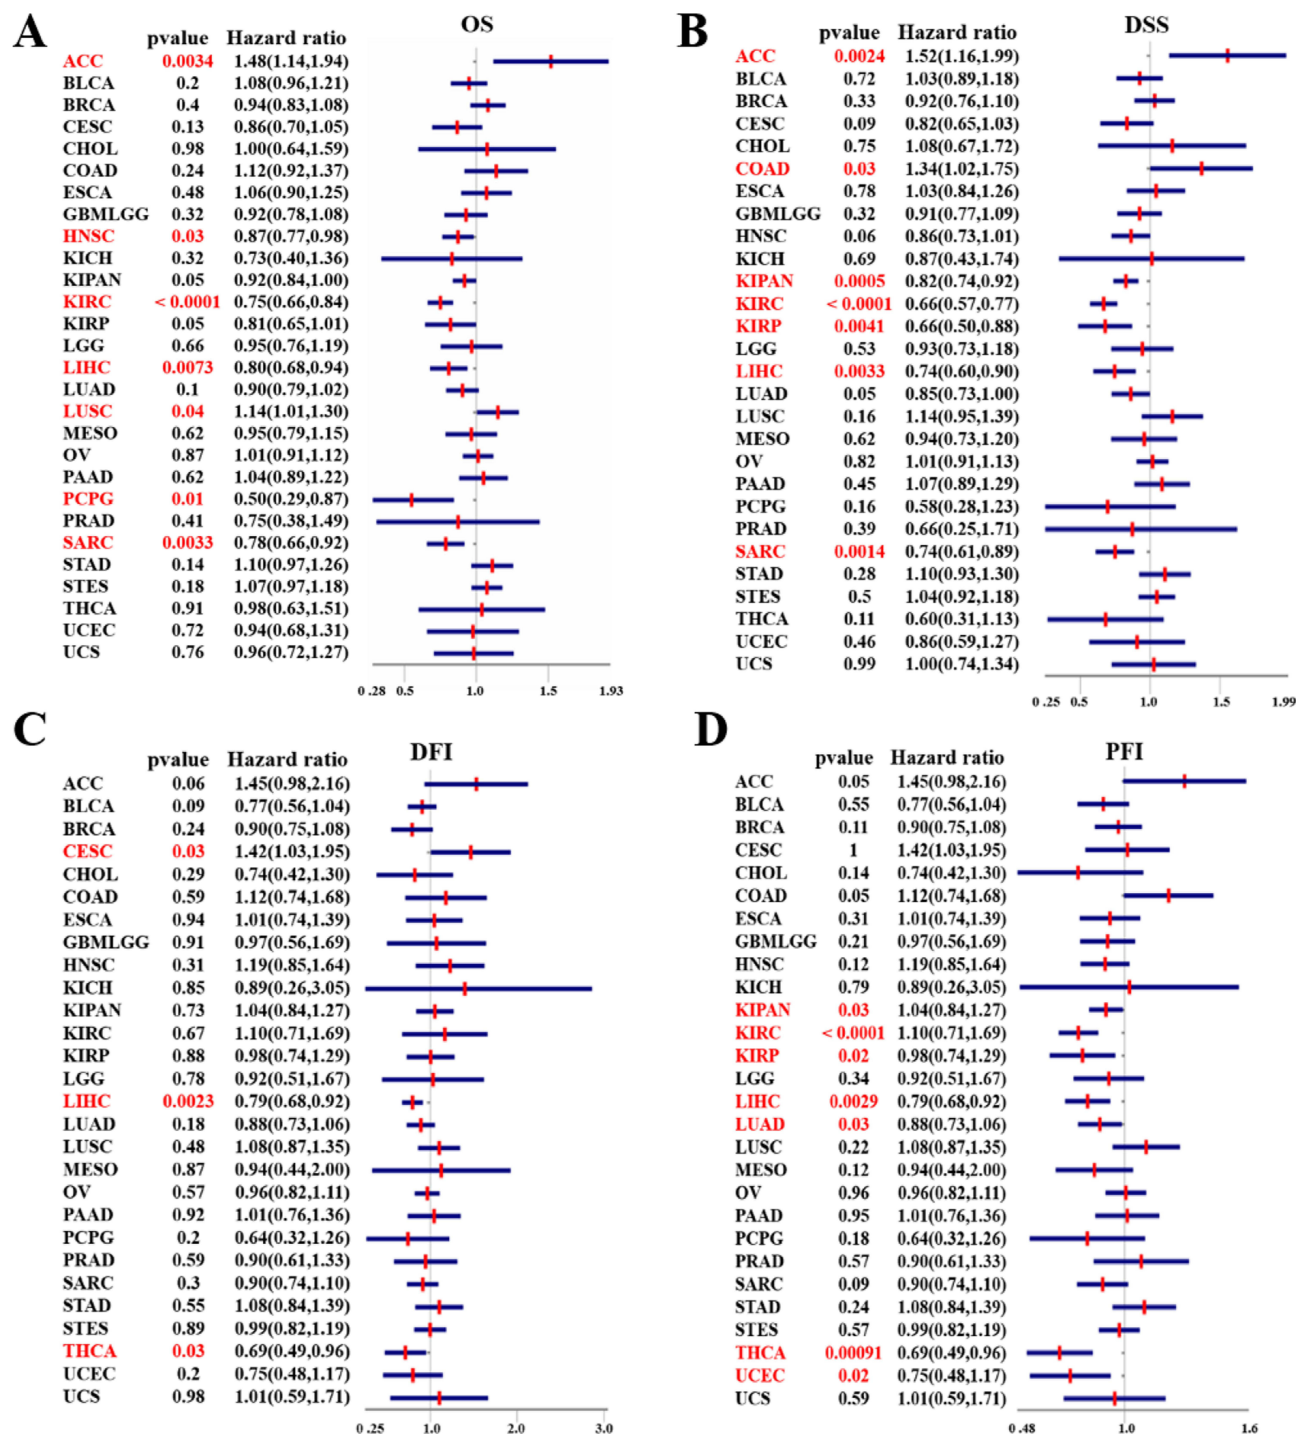 A
OS
pvalue Hazard ratio
ACC 0.0034 1.48(1.14,1.94)
BLCA 0.2 1.08(0.96,1.21)
BRCA 0.4 0.94(0.83,1.08)
CESC 0.13 0.86(0.70,1.05)
CHOL 0.98 1.00(0.64,1.59)
COAD 0.24 1.12(0.92,1.37)
ESCA 0.48 1.06(0.90,1.25)
GBMLGG 0.32 0.92(0.78,1.08)
HNSC 0.03 0.87(0.77,0.98)
KICH 0.32 0.73(0.40,1.36)
KIPAN 0.05 0.92(0.84,1.00)
KIRC < 0.0001 0.75(0.66,0.84)
KIRP 0.05 0.81(0.65,1.01)
LGG 0.66 0.95(0.76,1.19)
LIHC 0.0073 0.80(0.68,0.94)
LUAD 0.1 0.90(0.79,1.02)
LUSC 0.04 1.14(1.01,1.30)
MESO 0.62 0.95(0.79,1.15)
OV 0.87 1.01(0.91,1.12)
PAAD 0.62 1.04(0.89,1.22)
PCPG 0.01 0.50(0.29,0.87)
PRAD 0.41 0.75(0.38,1.49)
SARC 0.0033 0.78(0.66,0.92)
STAD 0.14 1.10(0.97,1.26)
STES 0.18 1.07(0.97,1.18)
THCA 0.91 0.98(0.63,1.51)
UCEC 0.72 0.94(0.68,1.31)
UCS 0.76 0.96(0.72,1.27)
0.28 0.5 1.0 1.5 1.93
B
DSS
pvalue Hazard ratio
ACC 0.0024 1.52(1.16,1.99)
BLCA 0.72 1.03(0.89,1.18)
BRCA 0.33 0.92(0.76,1.10)
CESC 0.09 0.82(0.65,1.03)
CHOL 0.75 1.08(0.67,1.72)
COAD 0.03 1.34(1.02,1.75)
ESCA 0.78 1.03(0.84,1.26)
GBMLGG 0.32 0.91(0.77,1.09)
HNSC 0.06 0.86(0.73,1.01)
KICH 0.69 0.87(0.43,1.74)
KIPAN 0.0005 0.82(0.74,0.92)
KIRC < 0.0001 0.66(0.57,0.77)
KIRP 0.0041 0.66(0.50,0.88)
LGG 0.53 0.93(0.73,1.18)
LIHC 0.0033 0.74(0.60,0.90)
LUAD 0.05 0.85(0.73,1.00)
LUSC 0.16 1.14(0.95,1.39)
MESO 0.62 0.94(0.73,1.20)
OV 0.82 1.01(0.91,1.13)
PAAD 0.45 1.07(0.89,1.29)
PCPG 0.16 0.58(0.28,1.23)
PRAD 0.39 0.66(0.25,1.71)
SARC 0.0014 0.74(0.61,0.89)
STAD 0.28 1.10(0.93,1.30)
STES 0.5 1.04(0.92,1.18)
THCA 0.11 0.60(0.31,1.13)
UCEC 0.46 0.86(0.59,1.27)
UCS 0.99 1.00(0.74,1.34)
0.25 0.5 1.0 1.5 1.99
C
DFI
pvalue Hazard ratio
ACC 0.06 1.45(0.98,2.16)
BLCA 0.09 0.77(0.56,1.04)
BRCA 0.24 0.90(0.75,1.08)
CESC 0.03 1.42(1.03,1.95)
CHOL 0.29 0.74(0.42,1.30)
COAD 0.59 1.12(0.74,1.68)
ESCA 0.94 1.01(0.74,1.39)
GBMLGG 0.91 0.97(0.56,1.69)
HNSC 0.31 1.19(0.85,1.64)
KICH 0.85 0.89(0.26,3.05)
KIPAN 0.73 1.04(0.84,1.27)
KIRC 0.67 1.10(0.71,1.69)
KIRP 0.88 0.98(0.74,1.29)
LGG 0.78 0.92(0.51,1.67)
LIHC 0.0023 0.79(0.68,0.92)
LUAD 0.18 0.88(0.73,1.06)
LUSC 0.48 1.08(0.87,1.35)
MESO 0.87 0.94(0.44,2.00)
OV 0.57 0.96(0.82,1.11)
PAAD 0.92 1.01(0.76,1.36)
PCPG 0.2 0.64(0.32,1.26)
PRAD 0.59 0.90(0.61,1.33)
SARC 0.3 0.90(0.74,1.10)
STAD 0.55 1.08(0.84,1.39)
STES 0.89 0.99(0.82,1.19)
THCA 0.03 0.69(0.49,0.96)
UCEC 0.2 0.75(0.48,1.17)
UCS 0.98 1.01(0.59,1.71)
0.25 1.0 2.0 3.0
D
PFI
pvalue Hazard ratio
ACC 0.05 1.45(0.98,2.16)
BLCA 0.55 0.77(0.56,1.04)
BRCA 0.11 0.90(0.75,1.08)
CESC 1 1.42(1.03,1.95)
CHOL 0.14 0.74(0.42,1.30)
COAD 0.05 1.12(0.74,1.68)
ESCA 0.31 1.01(0.74,1.39)
GBMLGG 0.21 0.97(0.56,1.69)
HNSC 0.12 1.19(0.85,1.64)
KICH 0.79 0.89(0.26,3.05)
KIPAN 0.03 1.04(0.84,1.27)
KIRC < 0.0001 1.10(0.71,1.69)
KIRP 0.02 0.98(0.74,1.29)
LGG 0.34 0.92(0.51,1.67)
LIHC 0.0029 0.79(0.68,0.92)
LUAD 0.03 0.88(0.73,1.06)
LUSC 0.22 1.08(0.87,1.35)
MESO 0.12 0.94(0.44,2.00)
OV 0.96 0.96(0.82,1.11)
PAAD 0.95 1.01(0.76,1.36)
PCPG 0.18 0.64(0.32,1.26)
PRAD 0.57 0.90(0.61,1.33)
SARC 0.09 0.90(0.74,1.10)
STAD 0.24 1.08(0.84,1.39)
STES 0.57 0.99(0.82,1.19)
THCA 0.00091 0.69(0.49,0.96)
UCEC 0.02 0.75(0.48,1.17)
UCS 0.59 1.01(0.59,1.71)
0.48 1.0 1.6